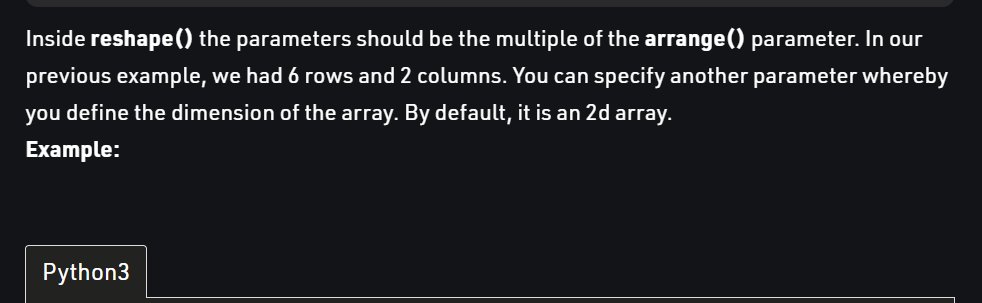 Inside reshape() the parameters should be the multiple of the arrange() parameter. In our
previous example, we had 6 rows and 2 columns. You can specify another parameter whereby
you define the dimension of the array. By default, it is an 2d array.
Example:
Python3